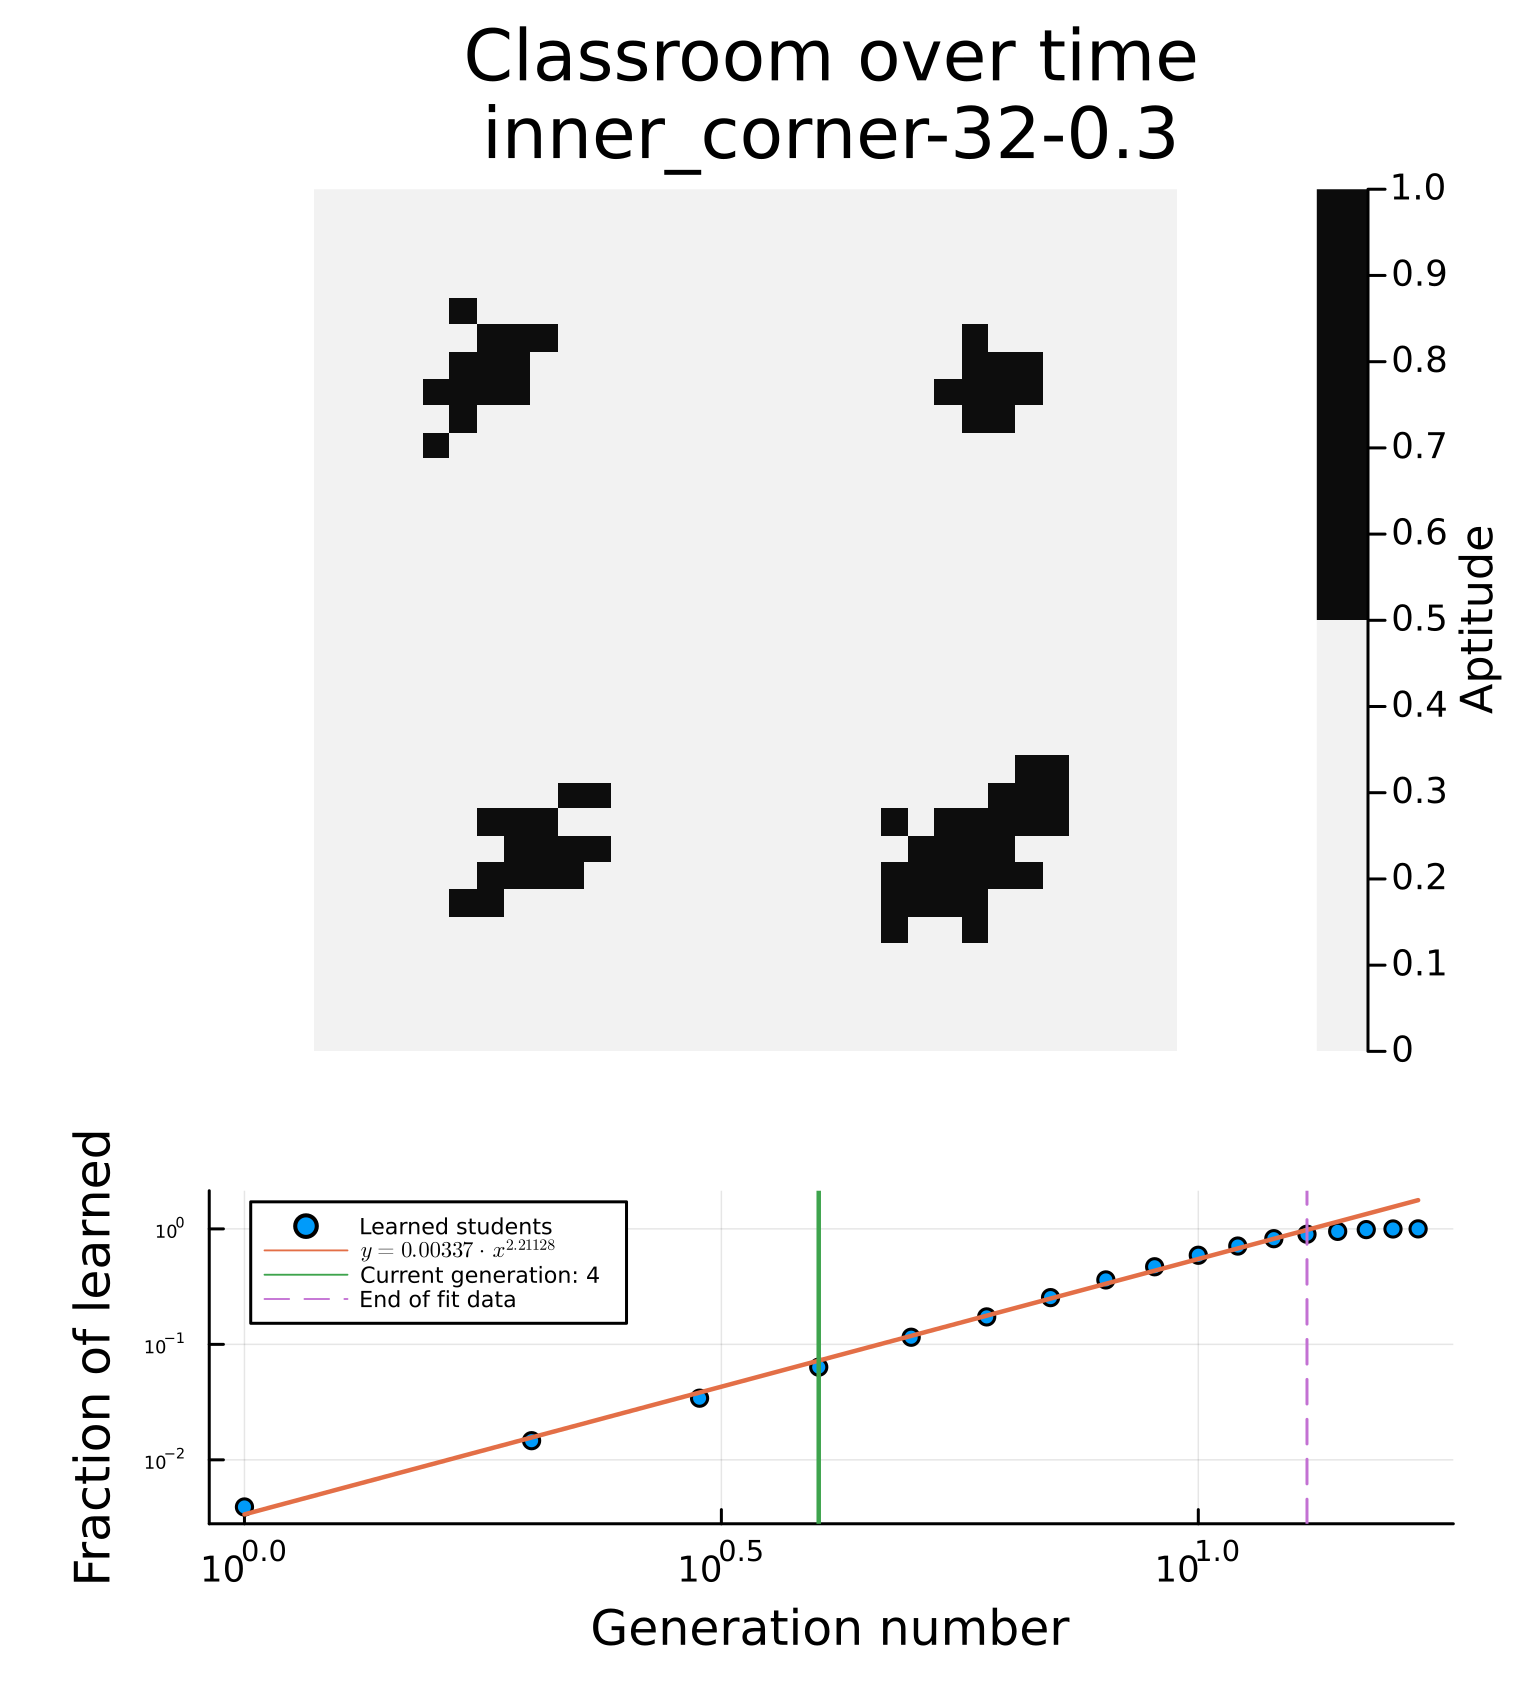 Classroom over time
inner_corner-32-0.3
1.0
0.9
0.8
0.7
0.6
0.5
0.4
0.3
0.2
0.1
0
Aptitude
Fraction of learned
10⁰
10⁻¹
10⁻²
Learned students
y = 0.00337 · x^2.21128
Current generation: 4
End of fit data
10^0.0
10^0.5
10^1.0
Generation number